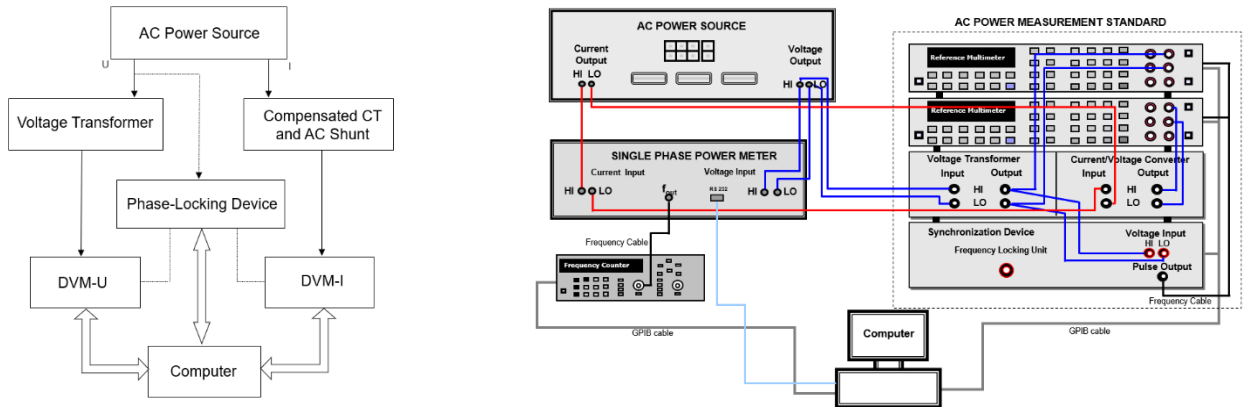 AC Power Source
U
I
Voltage Transformer
Compensated CT
and AC Shunt
Phase-Locking Device
DVM-U
DVM-I
Computer
AC POWER SOURCE
Current
Output
HI LO
Voltage
Output
HI LO
SINGLE PHASE POWER METER
Current Input
Voltage Input
HI LO
fout
RS 232
HI LO
Frequency Cable
Frequency Counter
GPIB cable
Computer
GPIB cable
AC POWER MEASUREMENT STANDARD
Reference Multimeter
Reference Multimeter
Voltage Transformer
Input Output
HI
LO
Current/Voltage Converter
Input Output
HI
LO
Synchronization Device
Frequency Locking Unit
Voltage Input
HI LO
Pulse Output
Frequency Cable